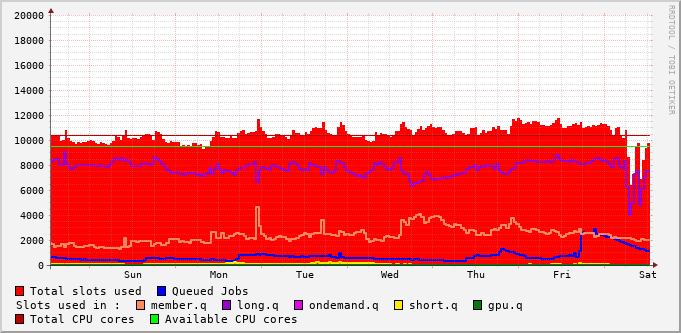 20000
18000
16000
14000
12000
10000
8000
6000
4000
2000
0
Sun Mon Tue Wed Thu Fri Sat
RRDTOOL / TOBI OETIKER
Total slots used Queued Jobs
Slots used in : member.q long.q ondemand.q short.q gpu.q
Total CPU cores Available CPU cores